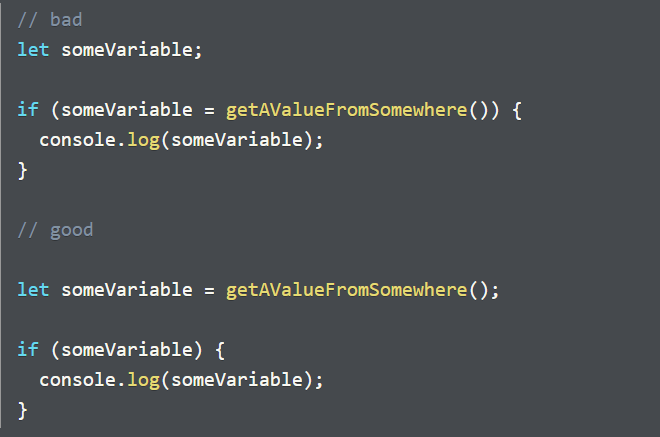 // bad
let someVariable;
if (someVariable = getAValueFromSomewhere()) {
  console.log(someVariable);
}
// good
let someVariable = getAValueFromSomewhere();
if (someVariable) {
  console.log(someVariable);
}